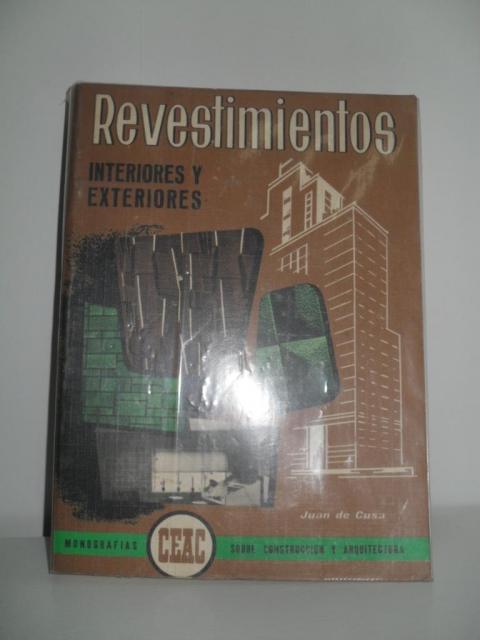 Revestimientos
INTERIORES Y
EXTERIORES
Juan de Cusa
MONOGRAFIAS CEAC SOBRE CONSTRUCCION Y ARQUITECTURA